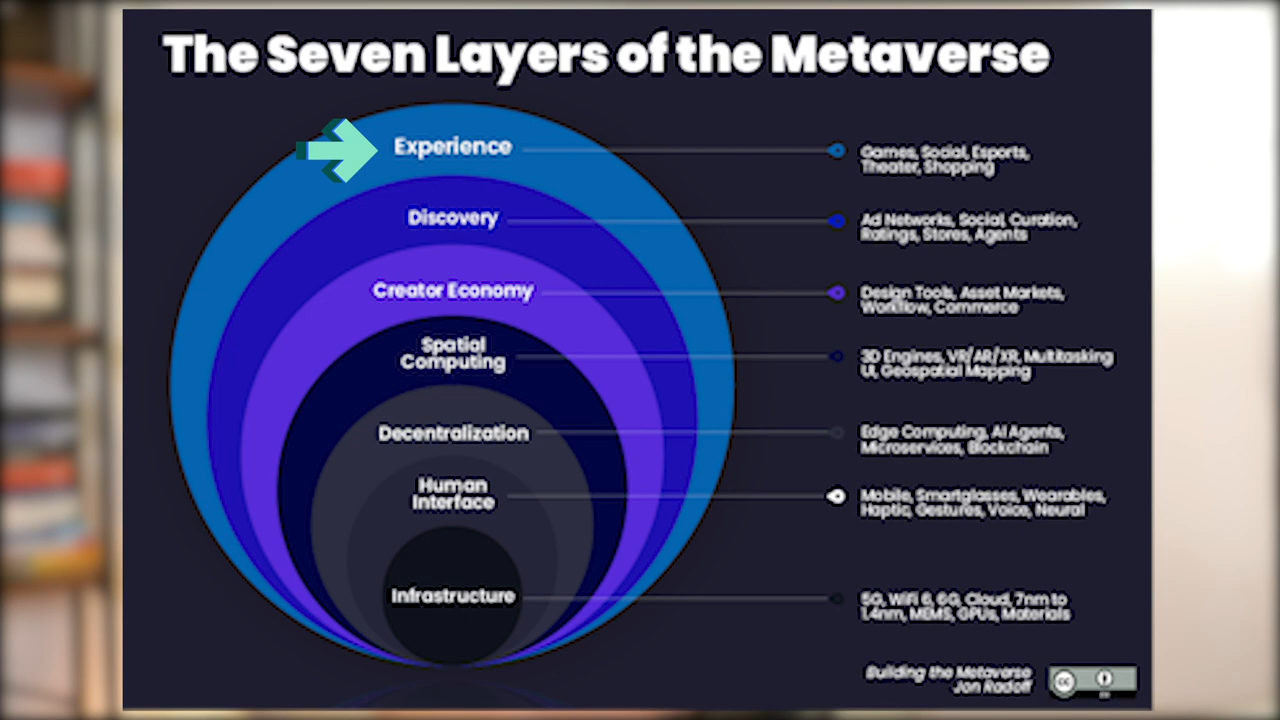 The Seven Layers of the Metaverse
Experience
Games, Social, Esports,
Theater, Shopping
Discovery
Ad Networks, Social, Curation,
Ratings, Stores, Agents
Creator Economy
Design Tools, Asset Markets,
Workflow, Commerce
Spatial
Computing
3D Engines, VR/AR/XR, Multitasking
UI, Geospatial Mapping
Decentralization
Edge Computing, AI Agents,
Microservices, Blockchain
Human
Interface
Mobile, Smartglasses, Wearables,
Haptic, Gestures, Voice, Neural
Infrastructure
5G, WiFi 6, 6G, Cloud, 7nm to
1.4nm, MEMS, GPUs, Materials
Building the Metaverse
Jon Radoff
cc